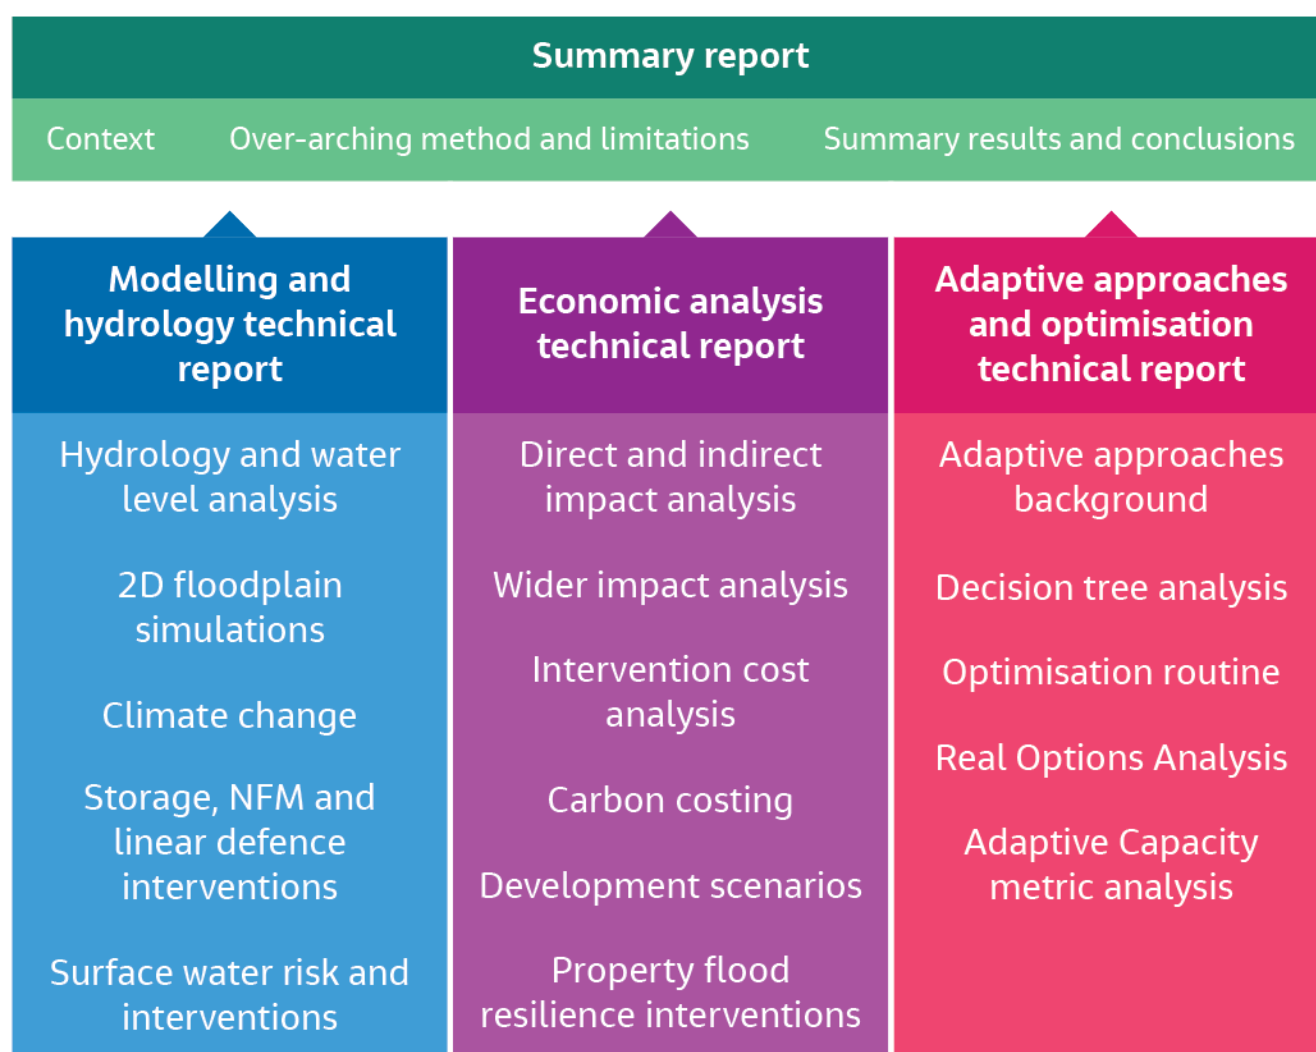 Summary report
Context Over-arching method and limitations Summary results and conclusions
Modelling and
hydrology technical
report
Hydrology and water
level analysis
2D floodplain
simulations
Climate change
Storage, NFM and
linear defence
interventions
Surface water risk and
interventions
Economic analysis
technical report
Direct and indirect
impact analysis
Wider impact analysis
Intervention cost
analysis
Carbon costing
Development scenarios
Property flood
resilience interventions
Adaptive approaches
and optimisation
technical report
Adaptive approaches
background
Decision tree analysis
Optimisation routine
Real Options Analysis
Adaptive Capacity
metric analysis